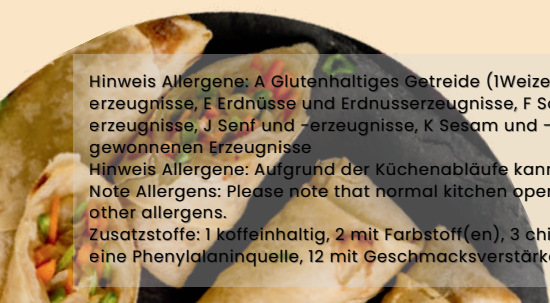 Hinweis Allergene: A Glutenhaltiges Getreide (1Weize
erzeugnisse, E Erdnüsse und Erdnusserzeugnisse, F So
erzeugnisse, J Senf und -erzeugnisse, K Sesam und -
gewonnenen Erzeugnisse
Hinweis Allergene: Aufgrund der Küchenabläufe kann
Note Allergens: Please note that normal kitchen oper
other allergens.
Zusatzstoffe: 1 koffeinhaltig, 2 mit Farbstoff(en), 3 chi
eine Phenylalaninquelle, 12 mit Geschmacksverstärke